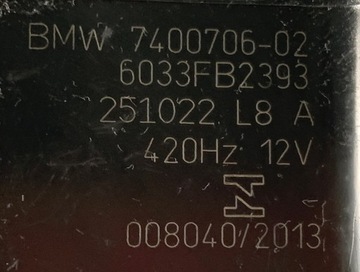 BMW 7400706-02
6033FB2393
251022 L8 A
420Hz 12V
008040/2013